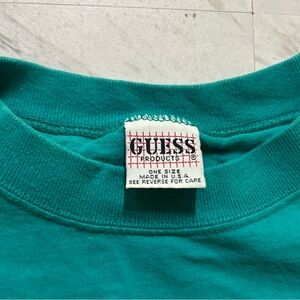 GUESS
PRODUCTS ®
ONE SIZE
MADE IN U.S.A.
SEE REVERSE FOR CARE